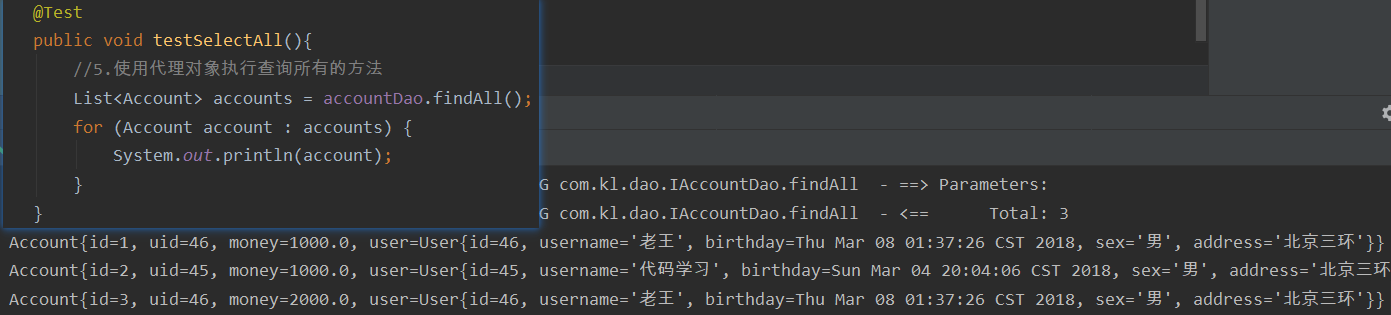 @Test
public void testSelectAll(){
//5.使用代理对象执行查询所有的方法
List<Account> accounts = accountDao.findAll();
for (Account account : accounts) {
System.out.println(account);
}
}
G com.kl.dao.IAccountDao.findAll  - ==> Parameters:
G com.kl.dao.IAccountDao.findAll  - <==      Total: 3
Account{id=1, uid=46, money=1000.0, user=User{id=46, username='老王', birthday=Thu Mar 08 01:37:26 CST 2018, sex='男', address='北京三环'}}
Account{id=2, uid=45, money=1000.0, user=User{id=45, username='代码学习', birthday=Sun Mar 04 20:04:06 CST 2018, sex='男', address='北京三环
Account{id=3, uid=46, money=2000.0, user=User{id=46, username='老王', birthday=Thu Mar 08 01:37:26 CST 2018, sex='男', address='北京三环'}}